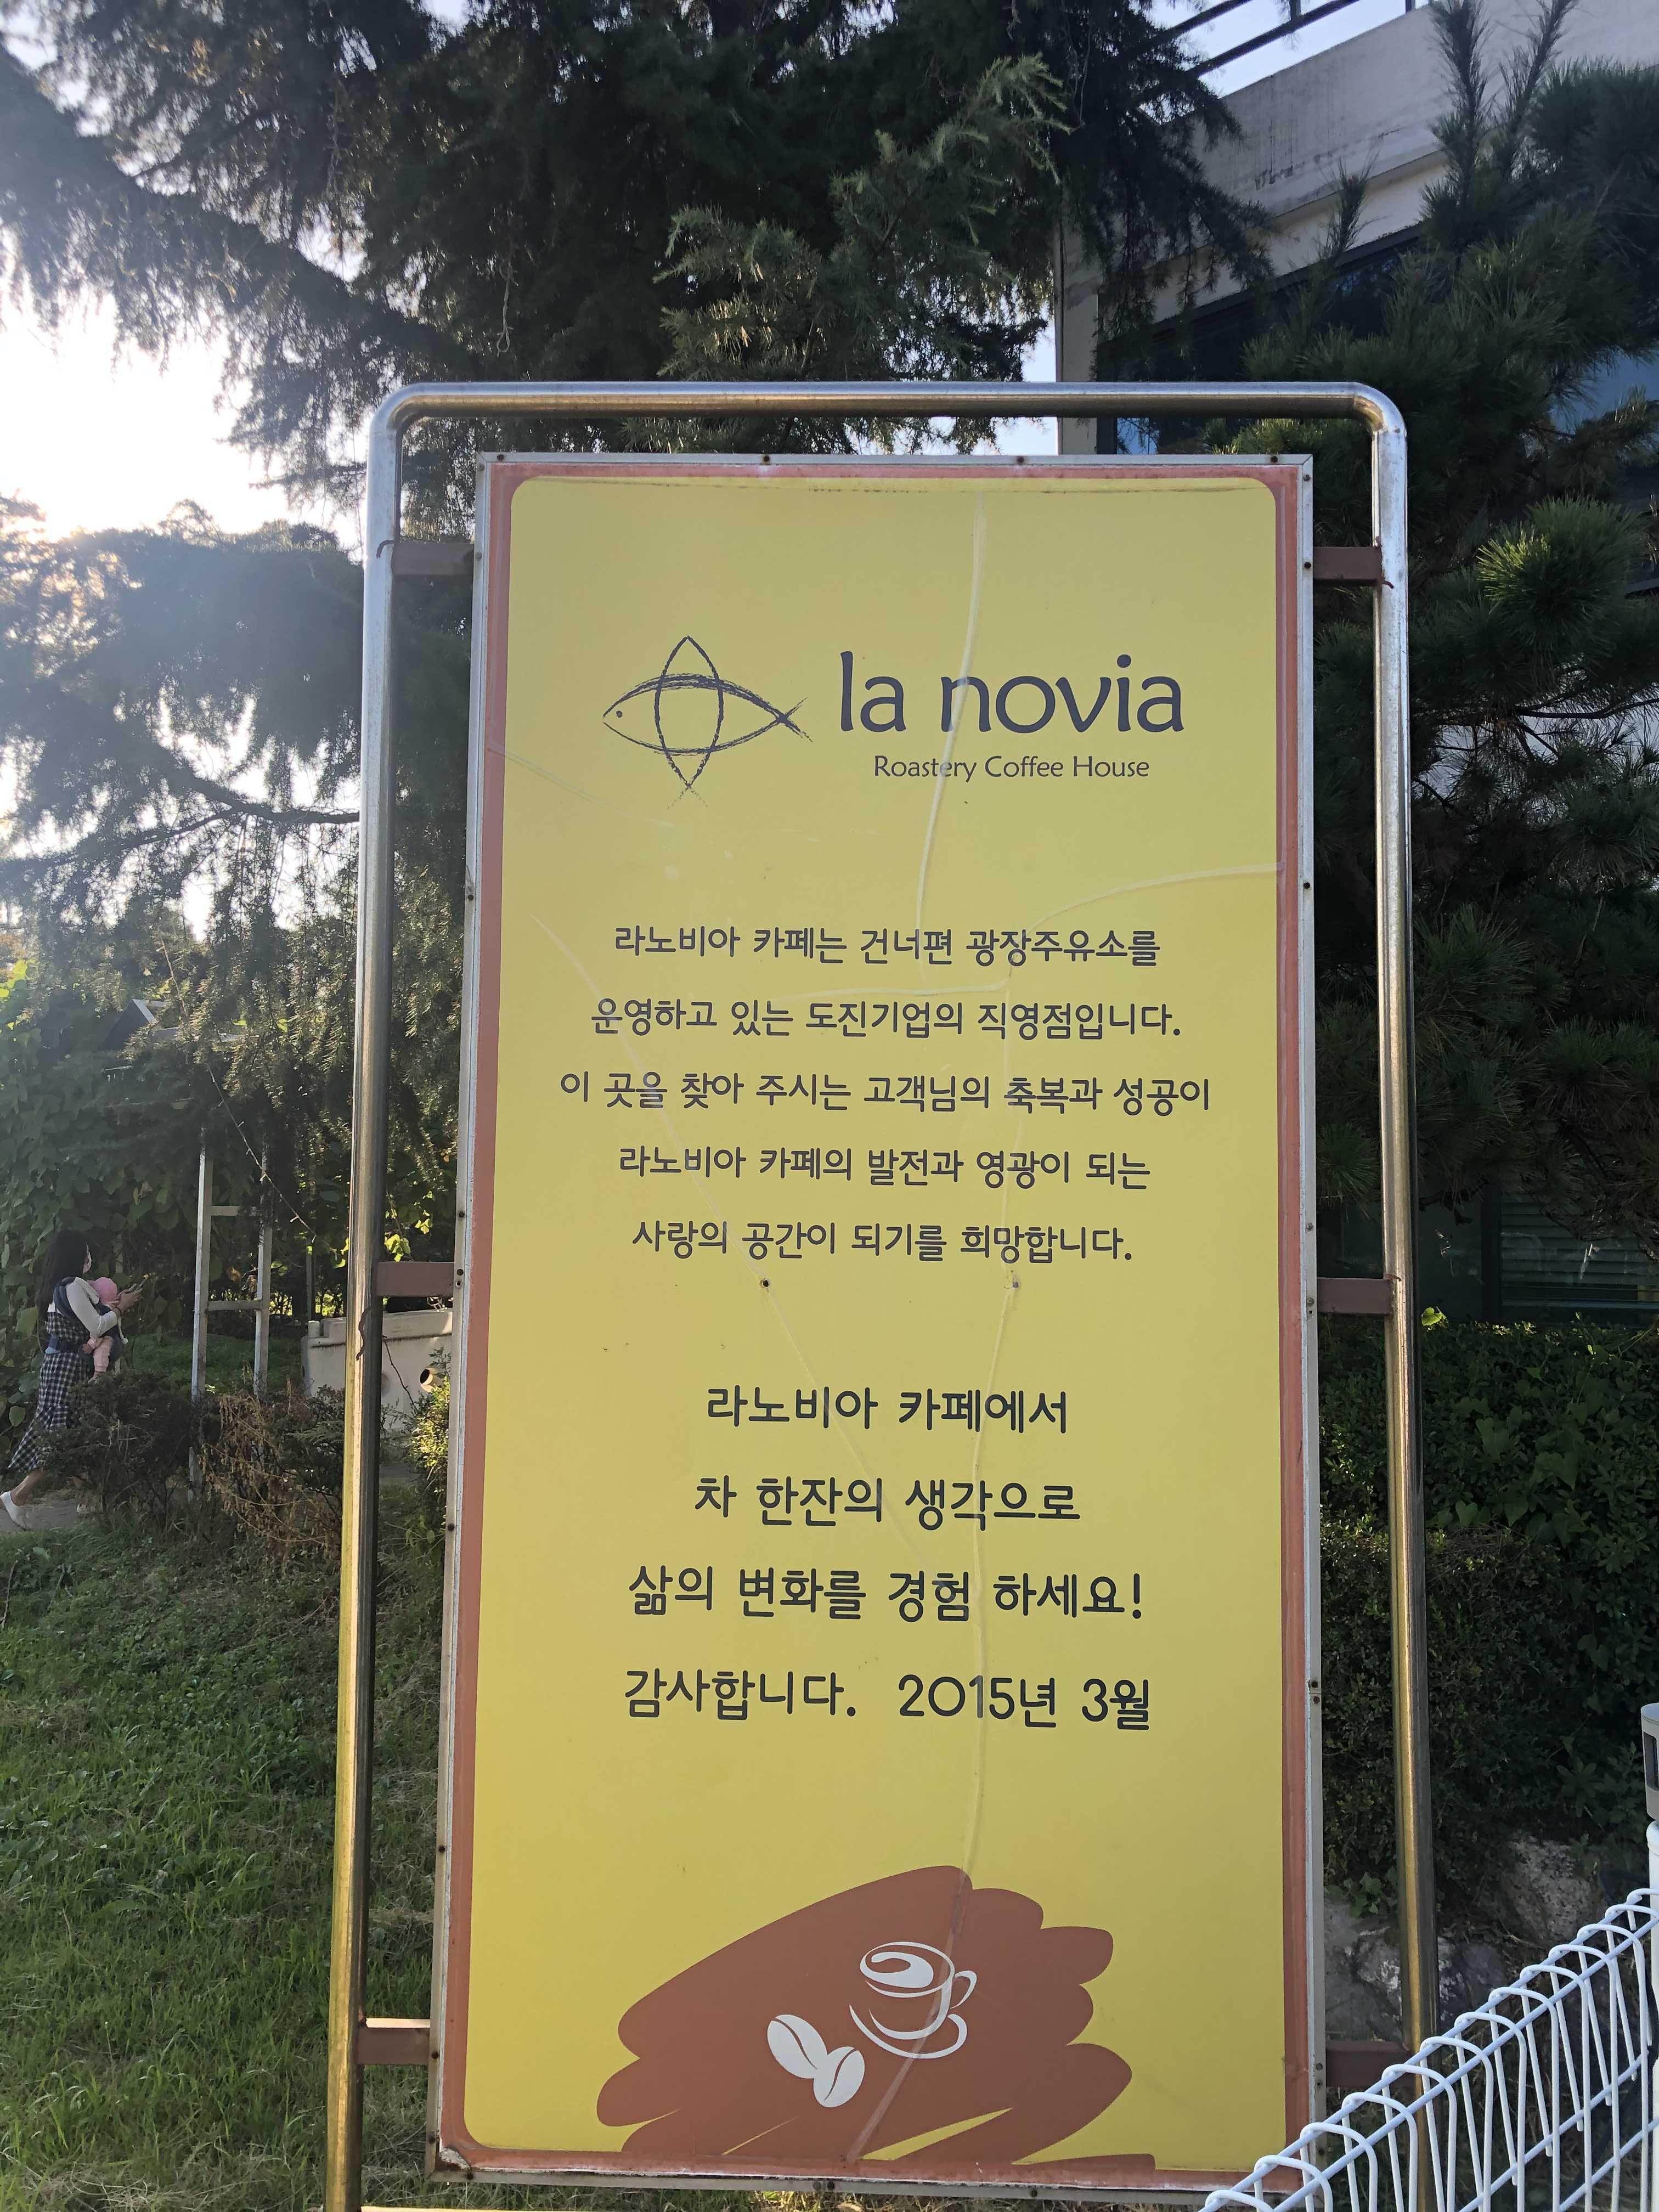 la novia
Roastery Coffee House
라노비아 카페는 건너편 광장주유소를
운영하고 있는 도진기업의 직영점입니다.
이 곳을 찾아 주시는 고객님의 축복과 성공이
라노비아 카페의 발전과 영광이 되는
사랑의 공간이 되기를 희망합니다.
라노비아 카페에서
차 한잔의 생각으로
삶의 변화를 경험 하세요!
감사합니다. 2015년 3월